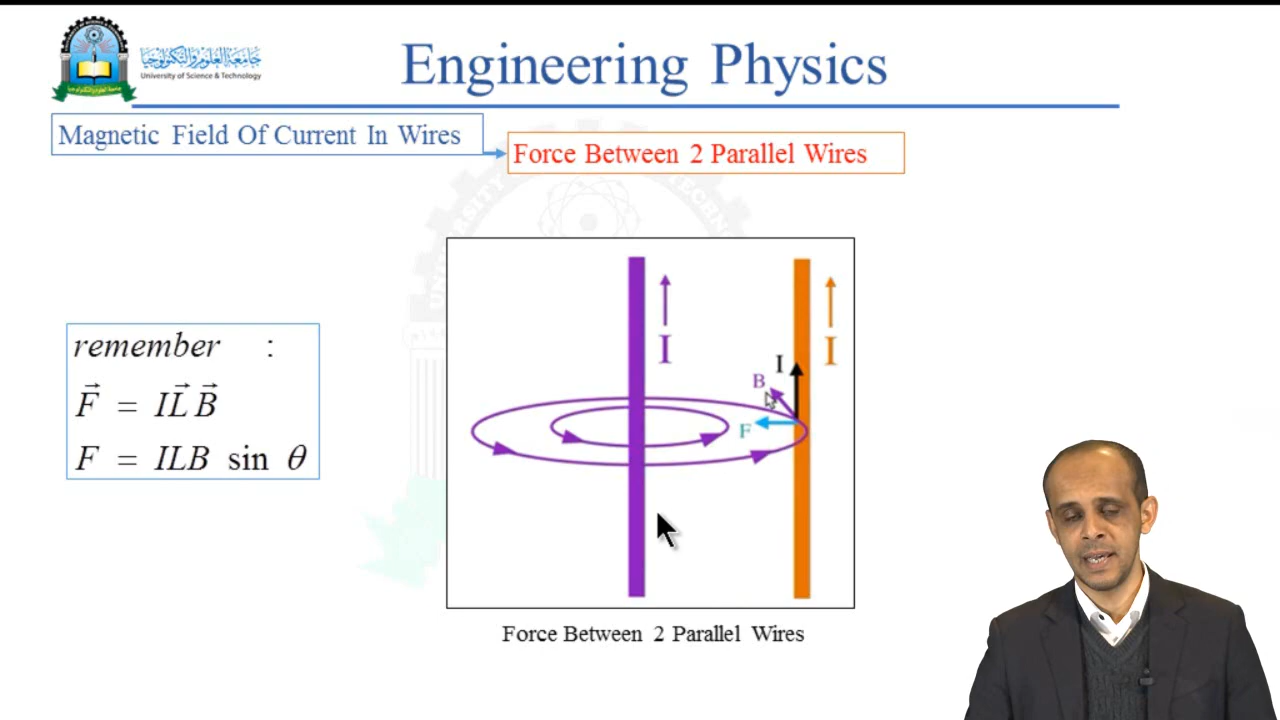 جامعة العلوم والتكنولوجيا
University of Science & Technology
Engineering Physics
Magnetic Field Of Current In Wires
Force Between 2 Parallel Wires
remember :
F⃗ = IL⃗B⃗
F = ILB sin θ
I
I
I
B
F
Force Between 2 Parallel Wires